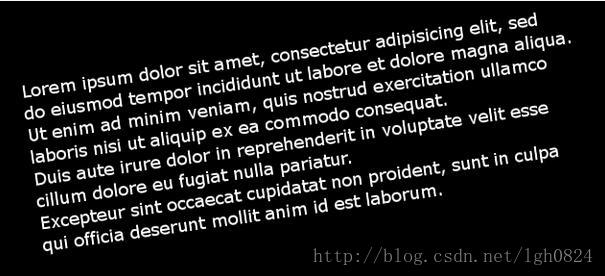 Lorem ipsum dolor sit amet, consectetur adipisicing elit, sed
do eiusmod tempor incididunt ut labore et dolore magna aliqua.
Ut enim ad minim veniam, quis nostrud exercitation ullamco
laboris nisi ut aliquip ex ea commodo consequat.
Duis aute irure dolor in reprehenderit in voluptate velit esse
cillum dolore eu fugiat nulla pariatur.
Excepteur sint occaecat cupidatat non proident, sunt in culpa
qui officia deserunt mollit anim id est laborum.
http://blog.csdn.net/lgh0824